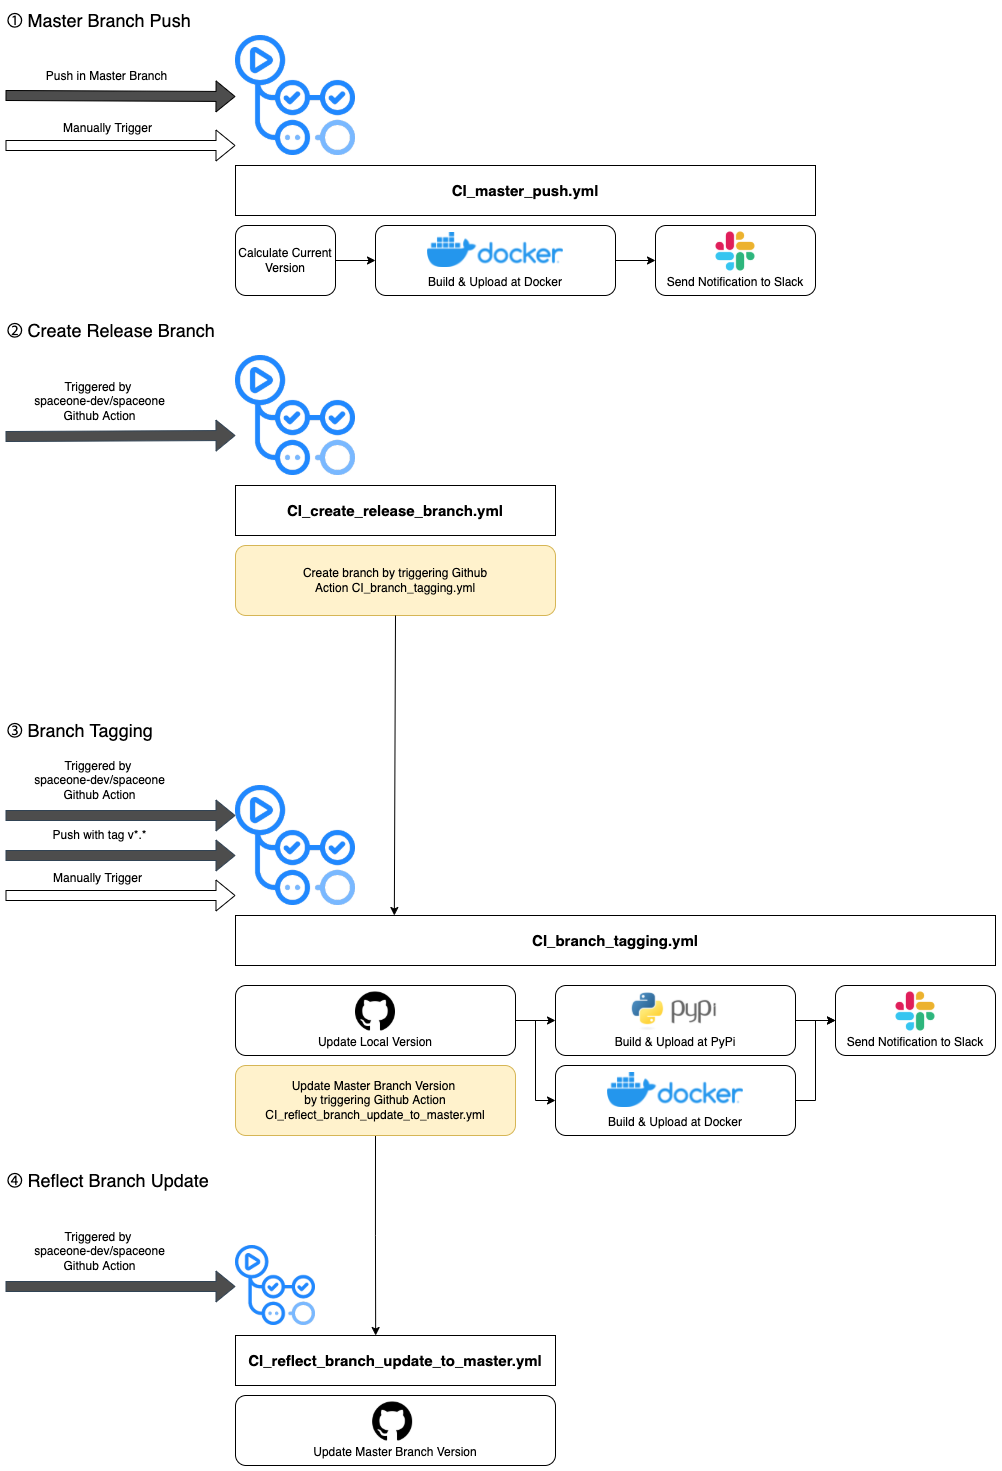 ① Master Branch Push
Push in Master Branch
Manually Trigger
CI_master_push.yml
Calculate Current
Version
docker
Build & Upload at Docker
Send Notification to Slack
② Create Release Branch
Triggered by
spaceone-dev/spaceone
Github Action
CI_create_release_branch.yml
Create branch by triggering Github
Action CI_branch_tagging.yml
③ Branch Tagging
Triggered by
spaceone-dev/spaceone
Github Action
Push with tag v*.*
Manually Trigger
CI_branch_tagging.yml
Update Local Version
pypi
Build & Upload at PyPi
Send Notification to Slack
Update Master Branch Version
by triggering Github Action
CI_reflect_branch_update_to_master.yml
docker
Build & Upload at Docker
④ Reflect Branch Update
Triggered by
spaceone-dev/spaceone
Github Action
CI_reflect_branch_update_to_master.yml
Update Master Branch Version